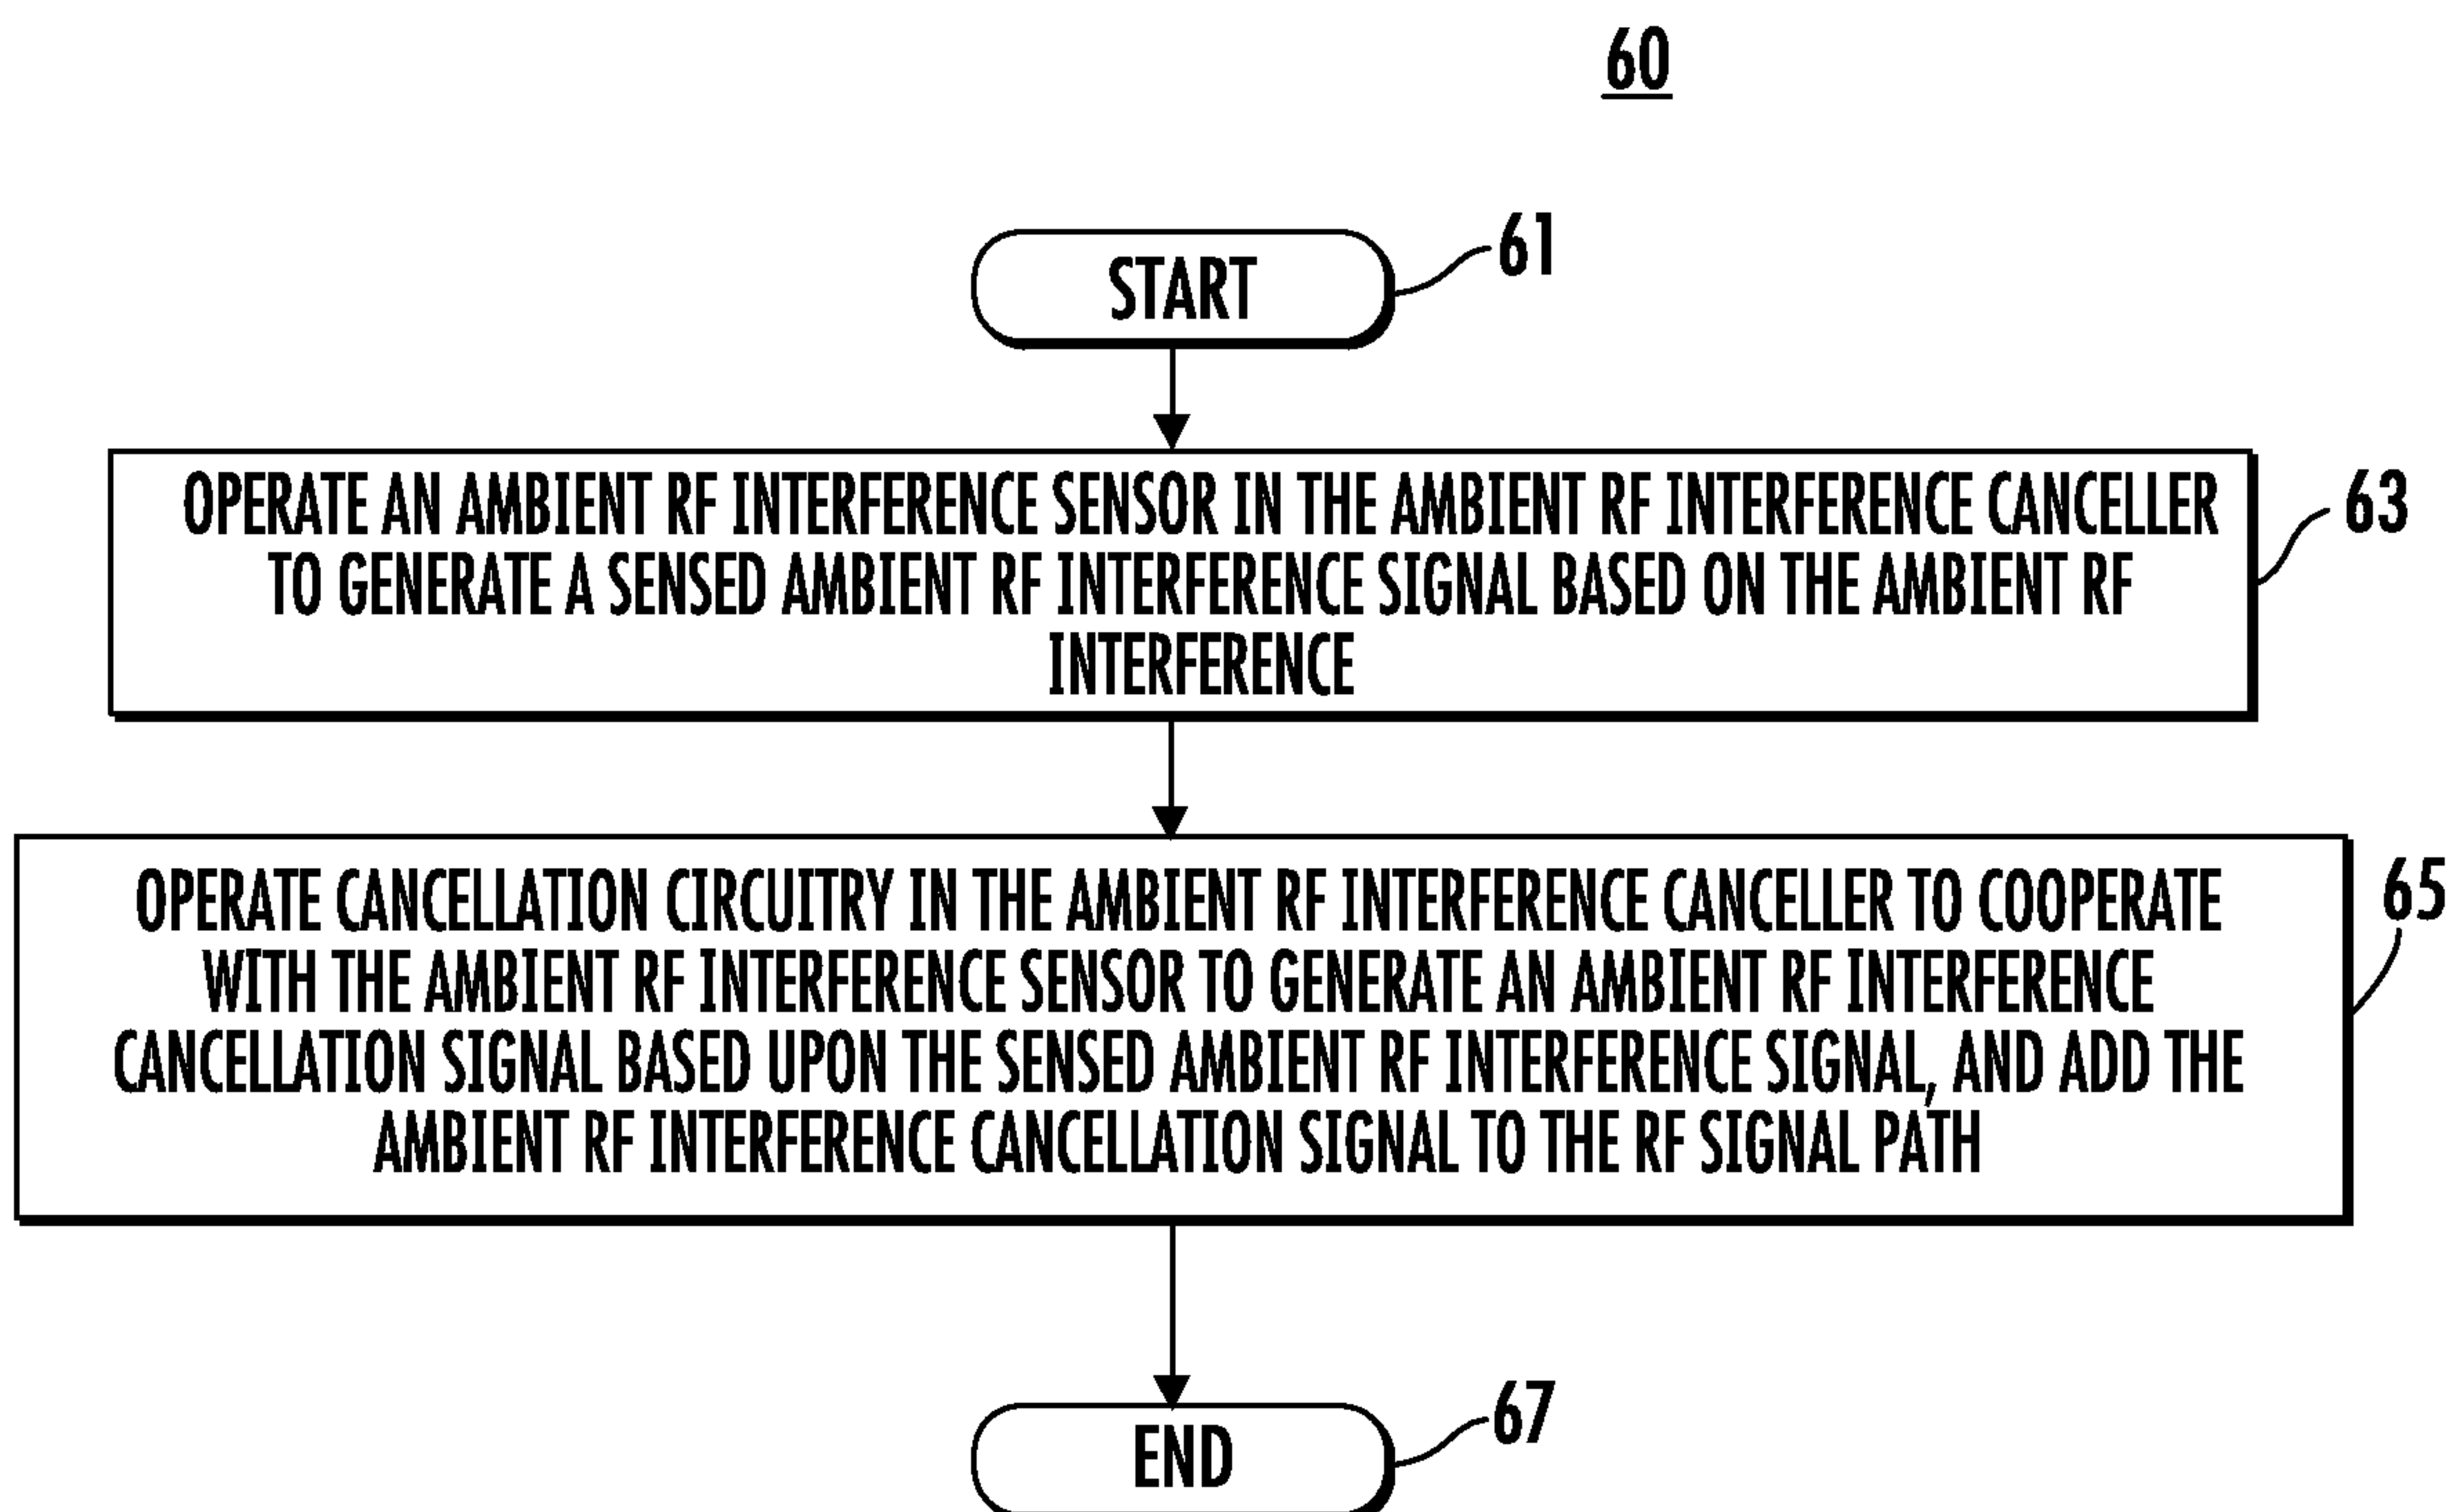 60
START
61
OPERATE AN AMBIENT RF INTERFERENCE SENSOR IN THE AMBIENT RF INTERFERENCE CANCELLER
TO GENERATE A SENSED AMBIENT RF INTERFERENCE SIGNAL BASED ON THE AMBIENT RF
INTERFERENCE
63
OPERATE CANCELLATION CIRCUITRY IN THE AMBIENT RF INTERFERENCE CANCELLER TO COOPERATE
WITH THE AMBIENT RF INTERFERENCE SENSOR TO GENERATE AN AMBIENT RF INTERFERENCE
CANCELLATION SIGNAL BASED UPON THE SENSED AMBIENT RF INTERFERENCE SIGNAL, AND ADD THE
AMBIENT RF INTERFERENCE CANCELLATION SIGNAL TO THE RF SIGNAL PATH
65
END
67